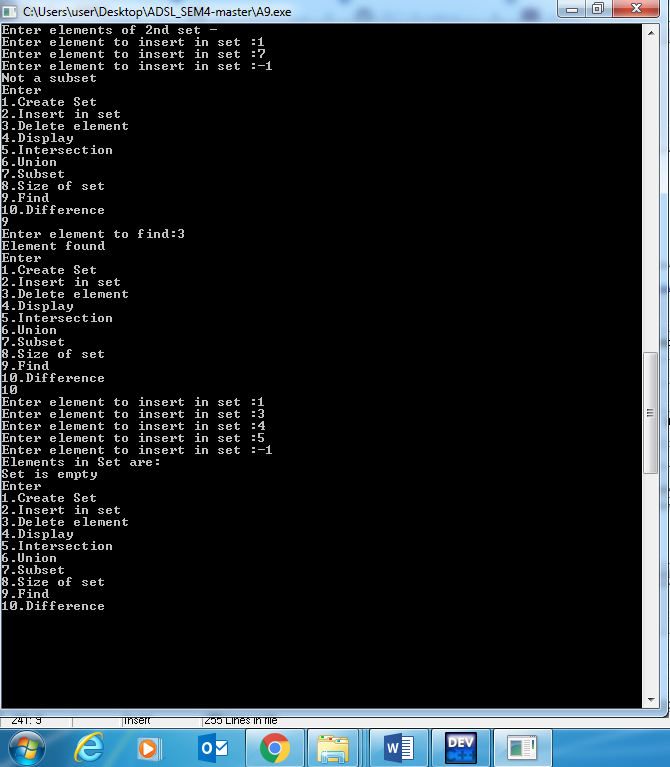 C:\Users\user\Desktop\ADSL_SEM4-master\A9.exe
Enter elements of 2nd set -
Enter element to insert in set :1
Enter element to insert in set :7
Enter element to insert in set :-1
Not a subset
Enter
1.Create Set
2.Insert in set
3.Delete element
4.Display
5.Intersection
6.Union
7.Subset
8.Size of set
9.Find
10.Difference
9
Enter element to find:3
Element found
Enter
1.Create Set
2.Insert in set
3.Delete element
4.Display
5.Intersection
6.Union
7.Subset
8.Size of set
9.Find
10.Difference
10
Enter element to insert in set :1
Enter element to insert in set :3
Enter element to insert in set :4
Enter element to insert in set :5
Enter element to insert in set :-1
Elements in Set are:
Set is empty
Enter
1.Create Set
2.Insert in set
3.Delete element
4.Display
5.Intersection
6.Union
7.Subset
8.Size of set
9.Find
10.Difference
241: 9 Insert 255 Lines in file
DEV
C++